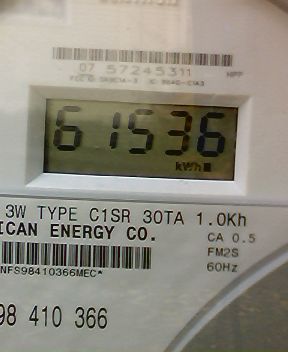 07 57245311
61536
kWh
3W TYPE C1SR 30TA 1.0Kh
ICAN ENERGY CO.
CA 0.5
FM2S
60Hz
NFS98410366MEC*
98 410 366